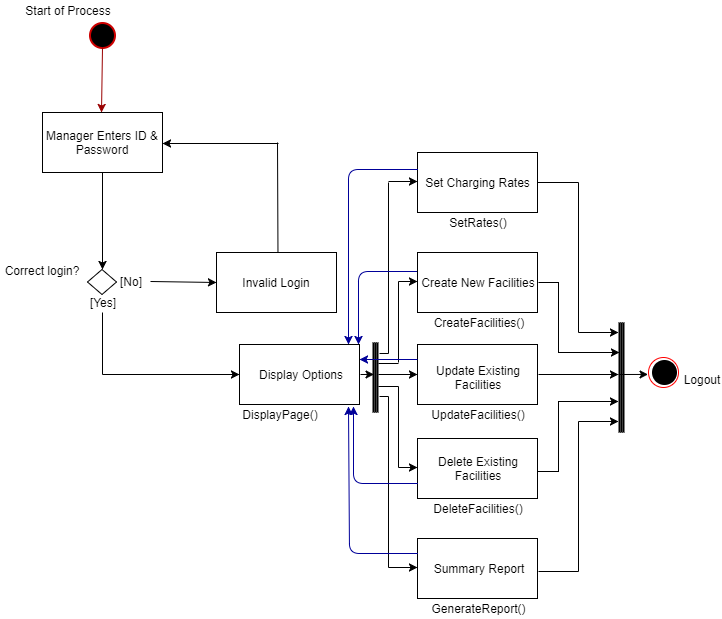 Start of Process
Manager Enters ID &
Password
Correct login?
[No]
[Yes]
Invalid Login
Display Options
DisplayPage()
Set Charging Rates
SetRates()
Create New Facilities
CreateFacilities()
Update Existing
Facilities
UpdateFacilities()
Delete Existing
Facilities
DeleteFacilities()
Summary Report
GenerateReport()
Logout